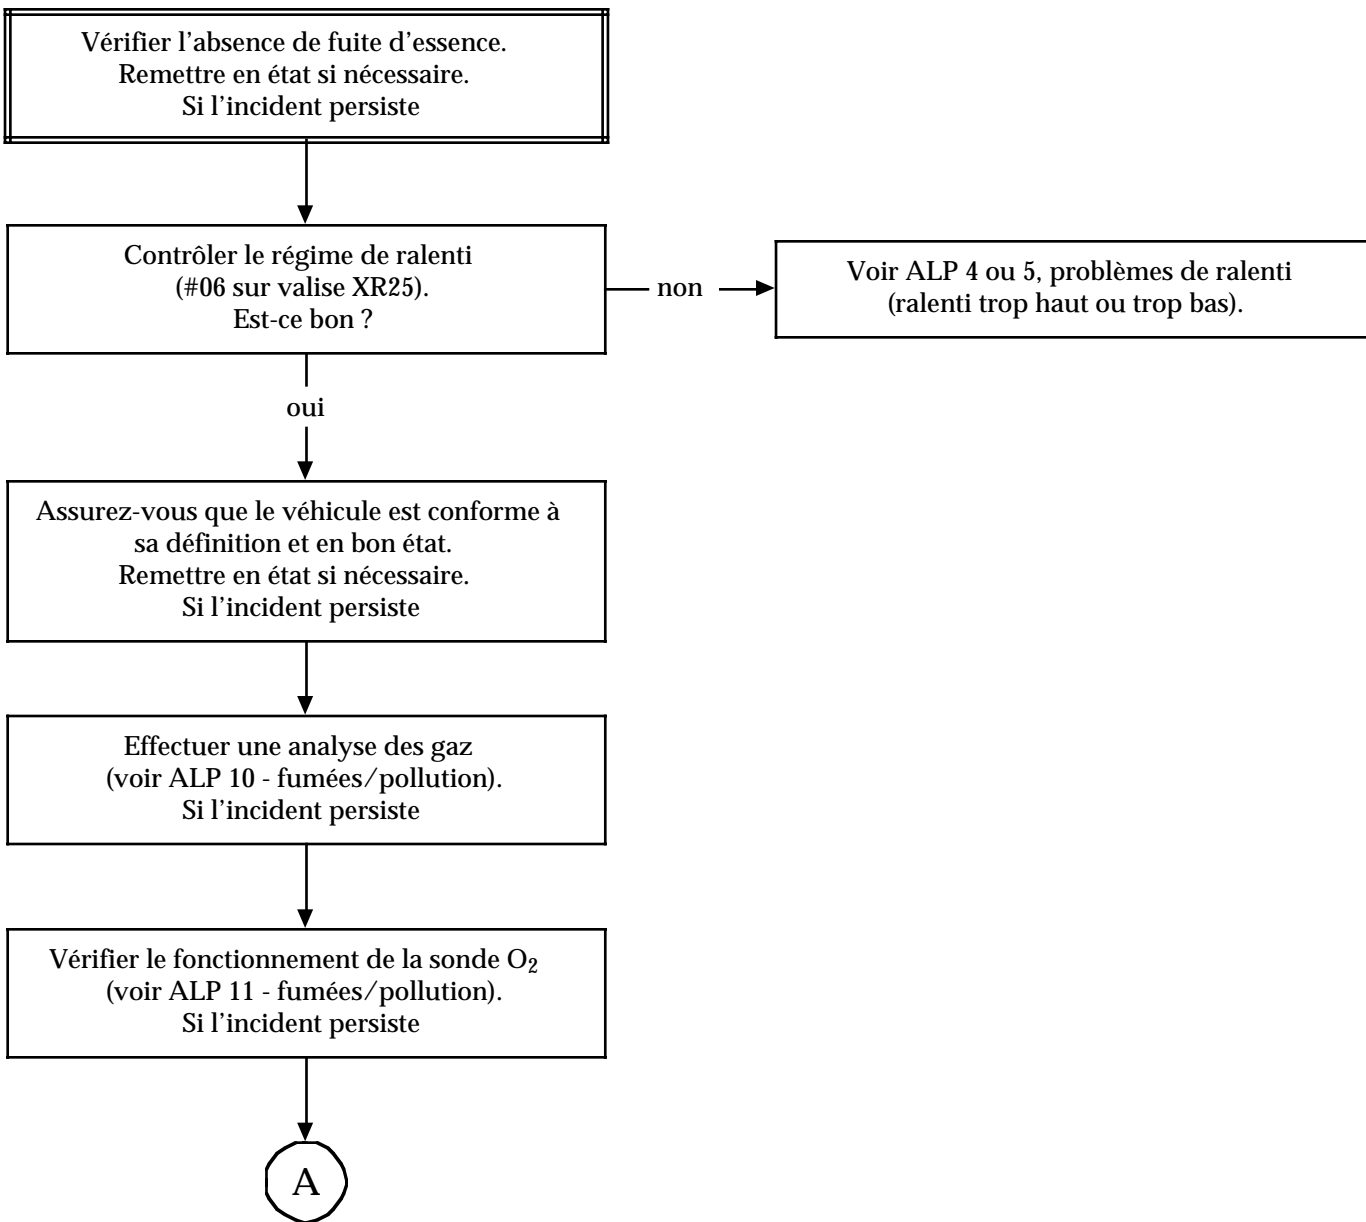 Vérifier l’absence de fuite d’essence.
Remettre en état si nécessaire.
Si l’incident persiste
Contrôler le régime de ralenti
(#06 sur valise XR25).
Est-ce bon ?
non
Voir ALP 4 ou 5, problèmes de ralenti
(ralenti trop haut ou trop bas).
oui
Assurez-vous que le véhicule est conforme à
sa définition et en bon état.
Remettre en état si nécessaire.
Si l’incident persiste
Effectuer une analyse des gaz
(voir ALP 10 - fumées/pollution).
Si l’incident persiste
Vérifier le fonctionnement de la sonde O₂
(voir ALP 11 - fumées/pollution).
Si l’incident persiste
A